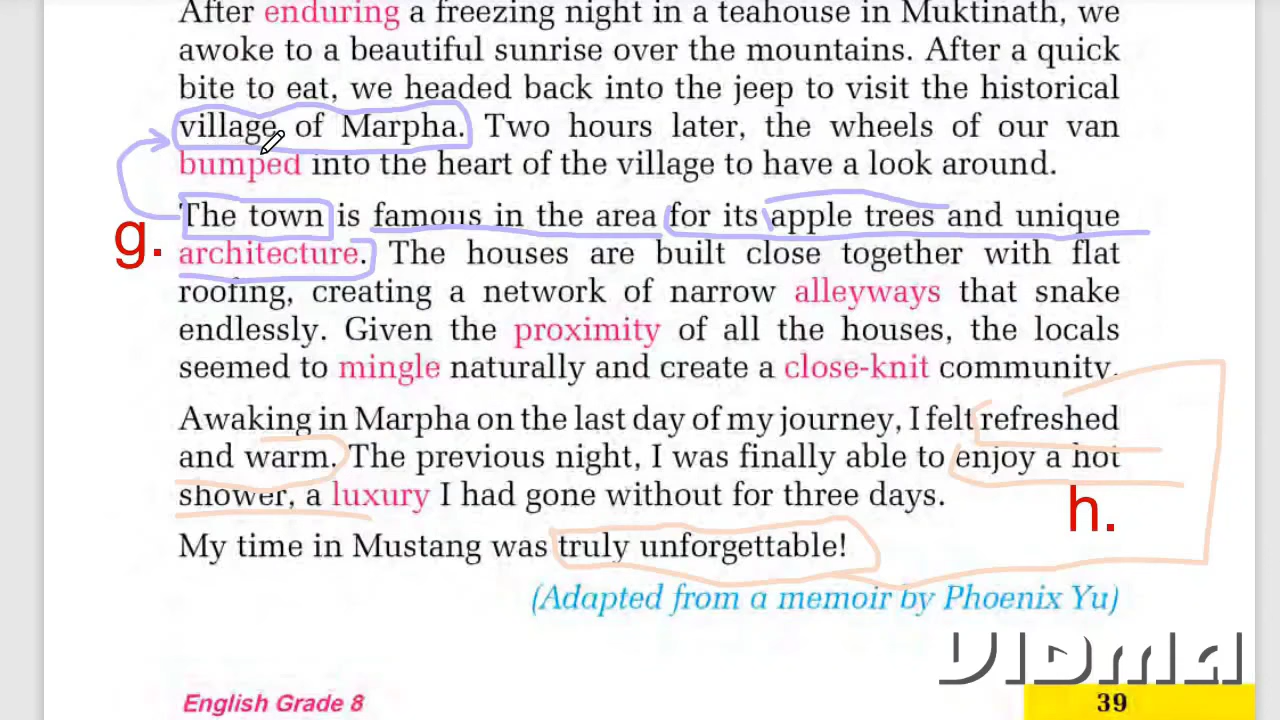 After enduring a freezing night in a teahouse in Muktinath, we
awoke to a beautiful sunrise over the mountains. After a quick
bite to eat, we headed back into the jeep to visit the historical
village of Marpha. Two hours later, the wheels of our van
bumped into the heart of the village to have a look around.
The town is famous in the area for its apple trees and unique
g.
architecture. The houses are built close together with flat
roofing, creating a network of narrow alleyways that snake
endlessly. Given the proximity of all the houses, the locals
seemed to mingle naturally and create a close-knit community.
Awaking in Marpha on the last day of my journey, I felt refreshed
and warm. The previous night, I was finally able to enjoy a hot
shower, a luxury I had gone without for three days.
h.
My time in Mustang was truly unforgettable!
(Adapted from a memoir by Phoenix Yu)
English Grade 8
39